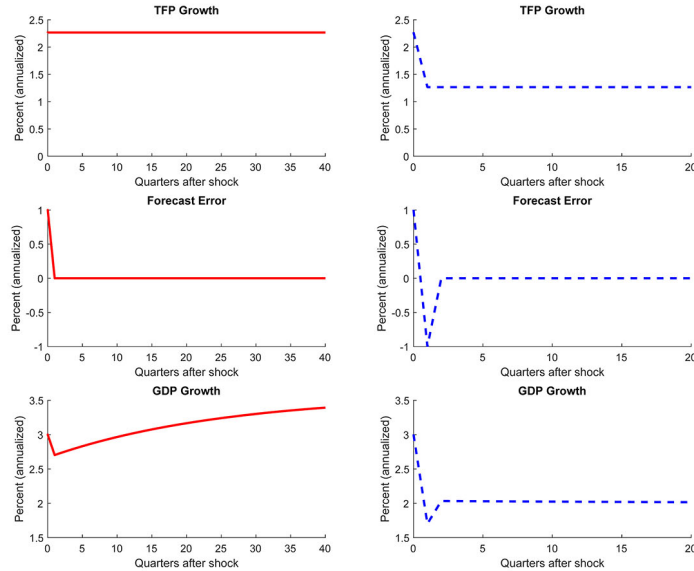 TFP Growth
2.5
2
1.5
1
0.5
0
0 5 10 15 20 25 30 35 40
Percent (annualized)
Quarters after shock
TFP Growth
2.5
2
1.5
1
0.5
0
0 5 10 15 20
Percent (annualized)
Quarters after shock
Forecast Error
1
0.5
0
-0.5
-1
0 5 10 15 20 25 30 35 40
Percent (annualized)
Quarters after shock
Forecast Error
1
0.5
0
-0.5
-1
0 5 10 15 20
Percent (annualized)
Quarters after shock
GDP Growth
3.5
3
2.5
2
1.5
0 5 10 15 20 25 30 35 40
Percent (annualized)
Quarters after shock
GDP Growth
3.5
3
2.5
2
1.5
0 5 10 15 20
Percent (annualized)
Quarters after shock